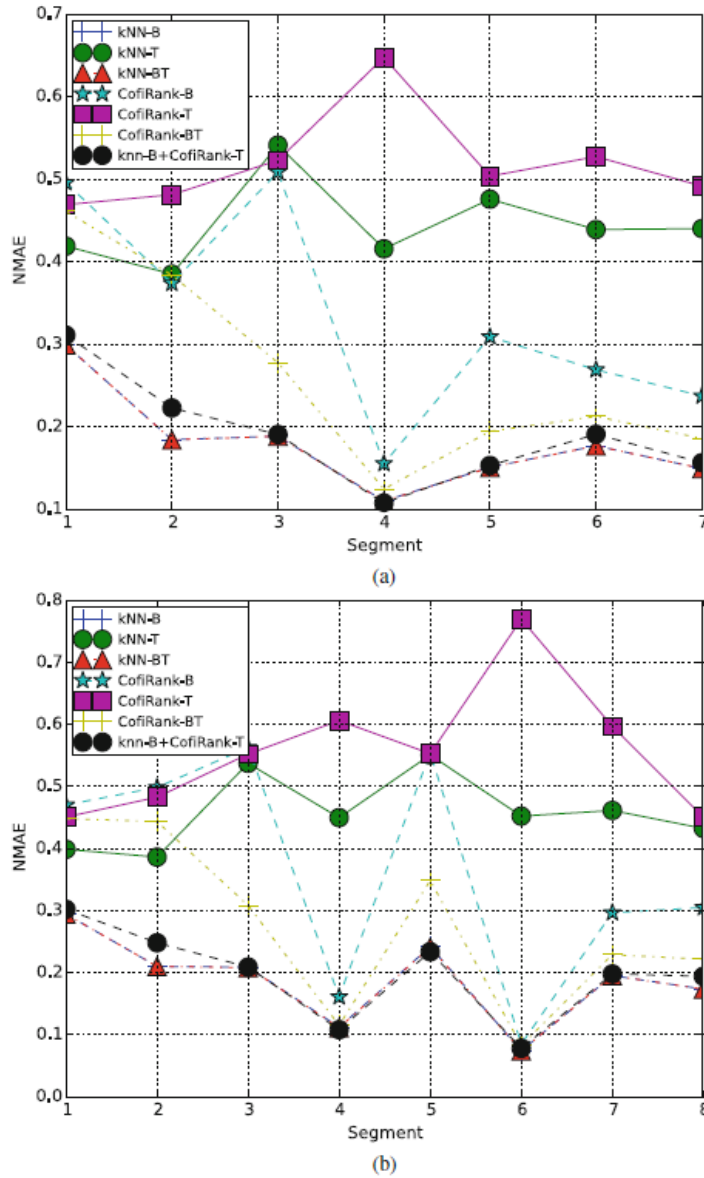 0.7
0.6
0.5
0.4
0.3
0.2
0.1
NMAE
kNN-B
kNN-T
kNN-BT
CofiRank-B
CofiRank-T
CofiRank-BT
knn-B+CofiRank-T
1 2 3 4 5 6 7
Segment
(a)
0.8
0.7
0.6
0.5
0.4
0.3
0.2
0.1
0.0
NMAE
kNN-B
kNN-T
kNN-BT
CofiRank-B
CofiRank-T
CofiRank-BT
knn-B+CofiRank-T
1 2 3 4 5 6 7 8
Segment
(b)